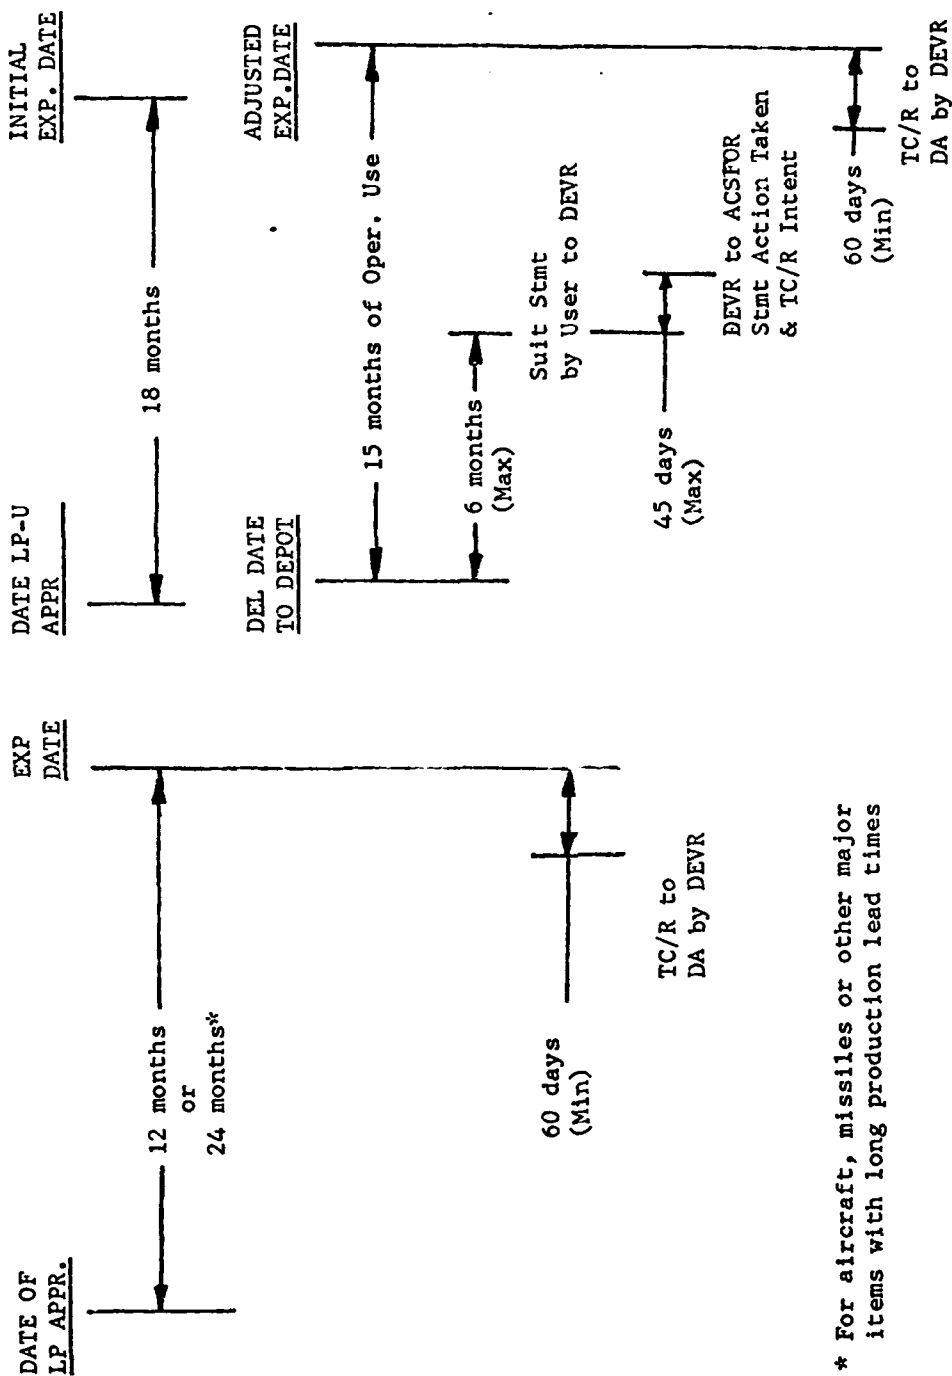 DATE OF
LP APPR.
EXP
DATE
12 months
or
24 months*
60 days
(Min)
TC/R to
DA by DEVR
* For aircraft, missiles or other major
items with long production lead times
DATE LP-U
APPR
INITIAL
EXP. DATE
18 months
DEL DATE
TO DEPOT
ADJUSTED
EXP.DATE
15 months of Oper. Use
6 months
(Max)
Suit Stmt
by User to DEVR
45 days
(Max)
DEVR to ACSFOR
Stmt Action Taken
& TC/R Intent
60 days
(Min)
TC/R to
DA by DEVR